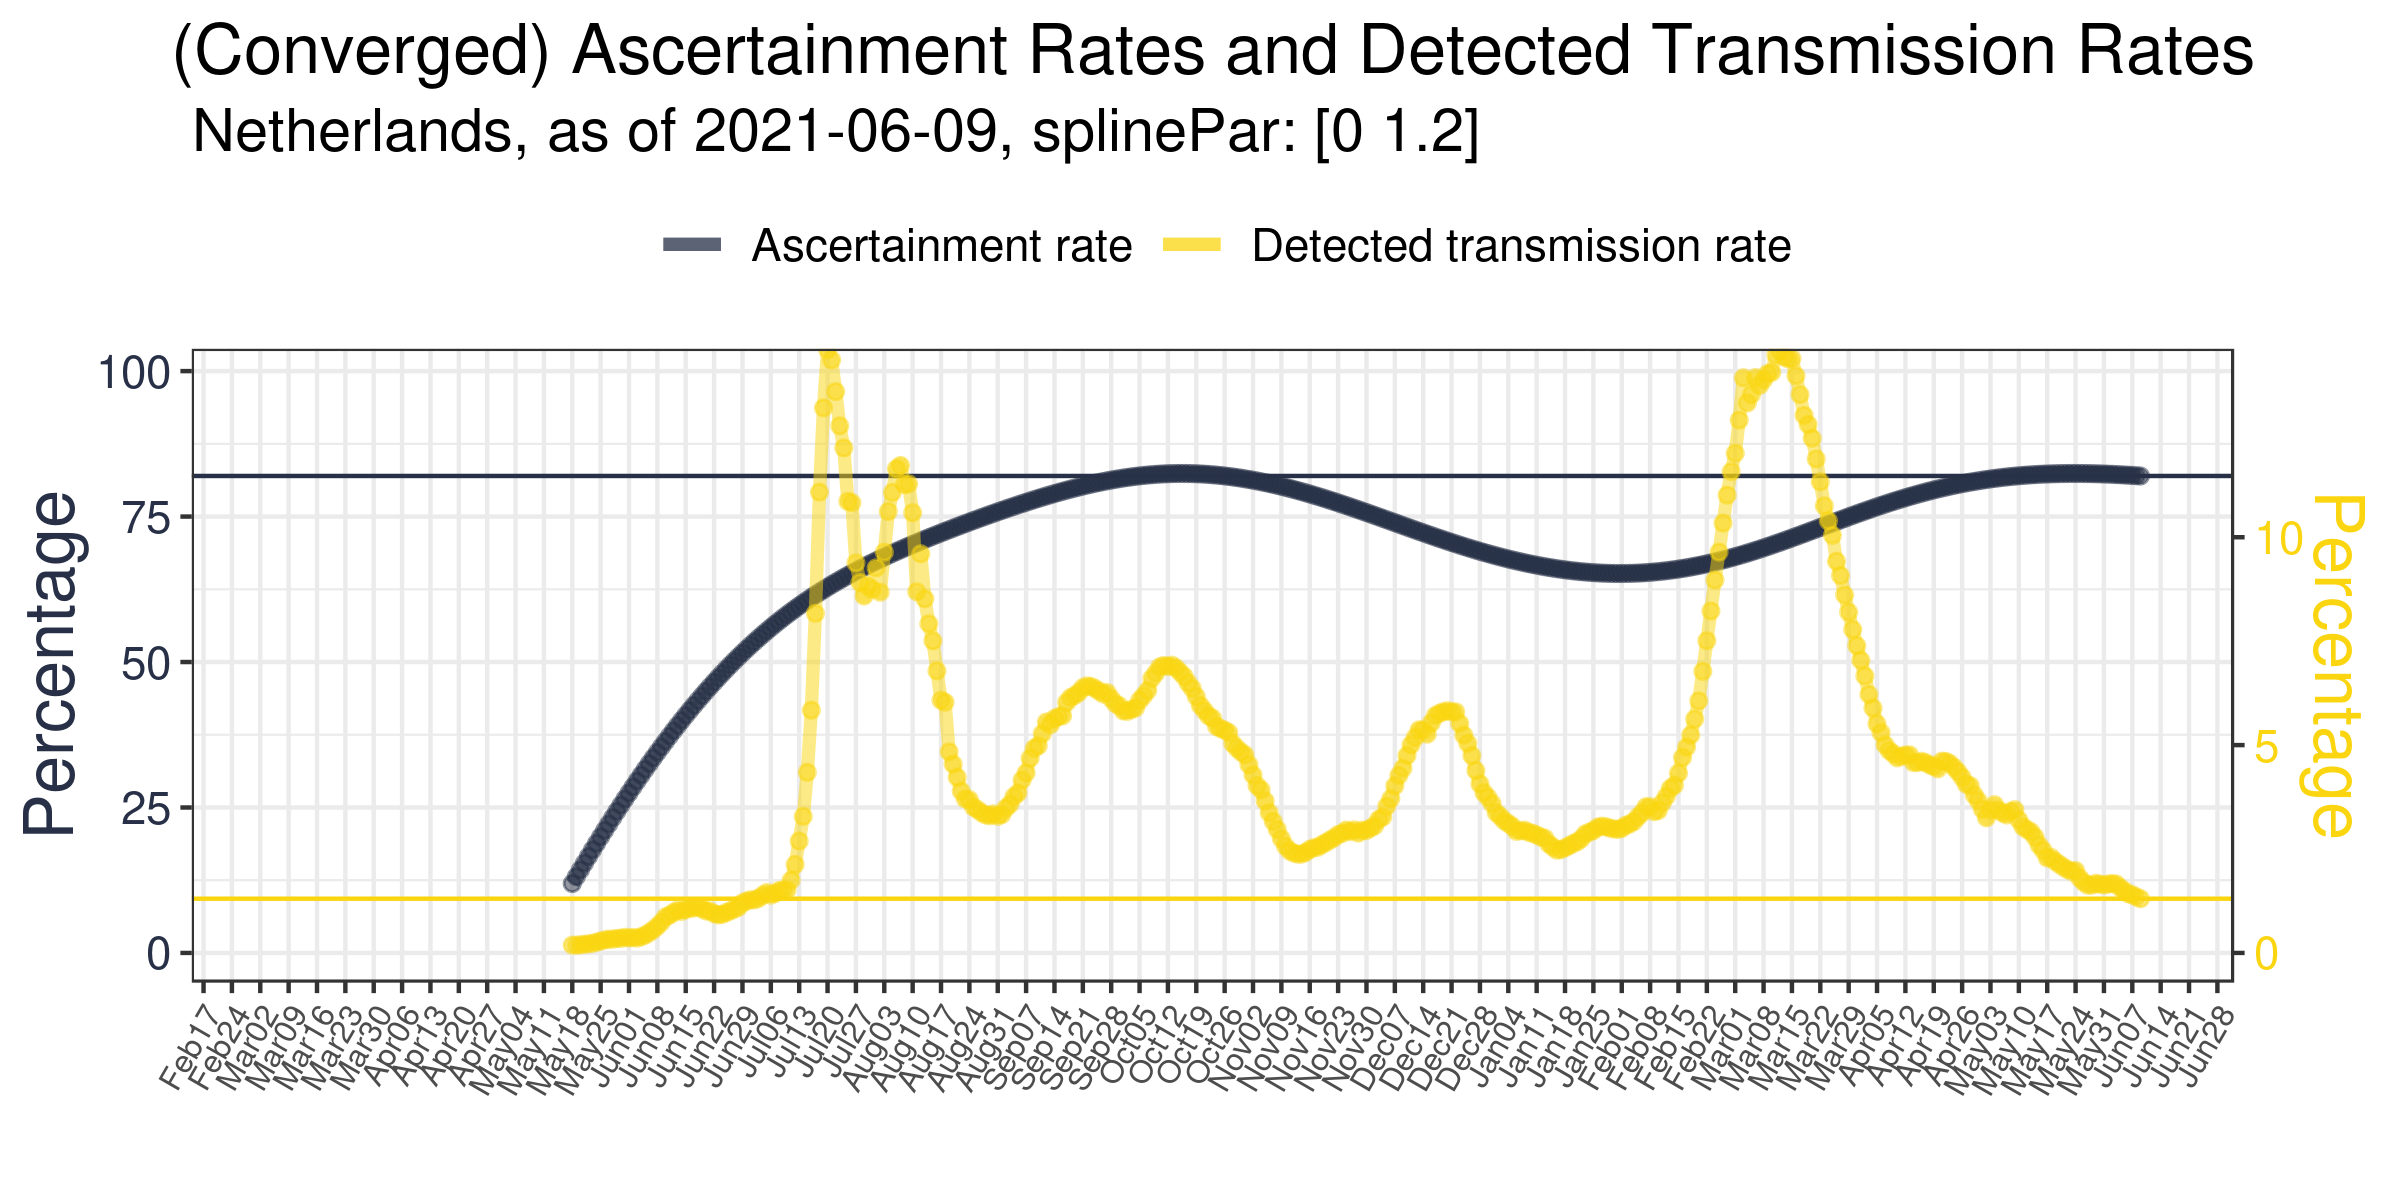 (Converged) Ascertainment Rates and Detected Transmission Rates
Netherlands, as of 2021-06-09, splinePar: [0 1.2]
Ascertainment rate
Detected transmission rate
Percentage
100
75
50
25
0
10
5
0
Percentage
Feb17
Feb24
Mar02
Mar09
Mar16
Mar23
Mar30
Apr06
Apr13
Apr20
Apr27
May04
May11
May18
May25
Jun01
Jun08
Jun15
Jun22
Jun29
Jul06
Jul13
Jul20
Jul27
Aug03
Aug10
Aug17
Aug24
Aug31
Sep07
Sep14
Sep21
Sep28
Oct05
Oct12
Oct19
Oct26
Nov02
Nov09
Nov16
Nov23
Nov30
Dec07
Dec14
Dec21
Dec28
Jan04
Jan11
Jan18
Jan25
Feb01
Feb08
Feb15
Feb22
Mar01
Mar08
Mar15
Mar22
Mar29
Apr05
Apr12
Apr19
Apr26
May03
May10
May17
May24
May31
Jun07
Jun14
Jun21
Jun28